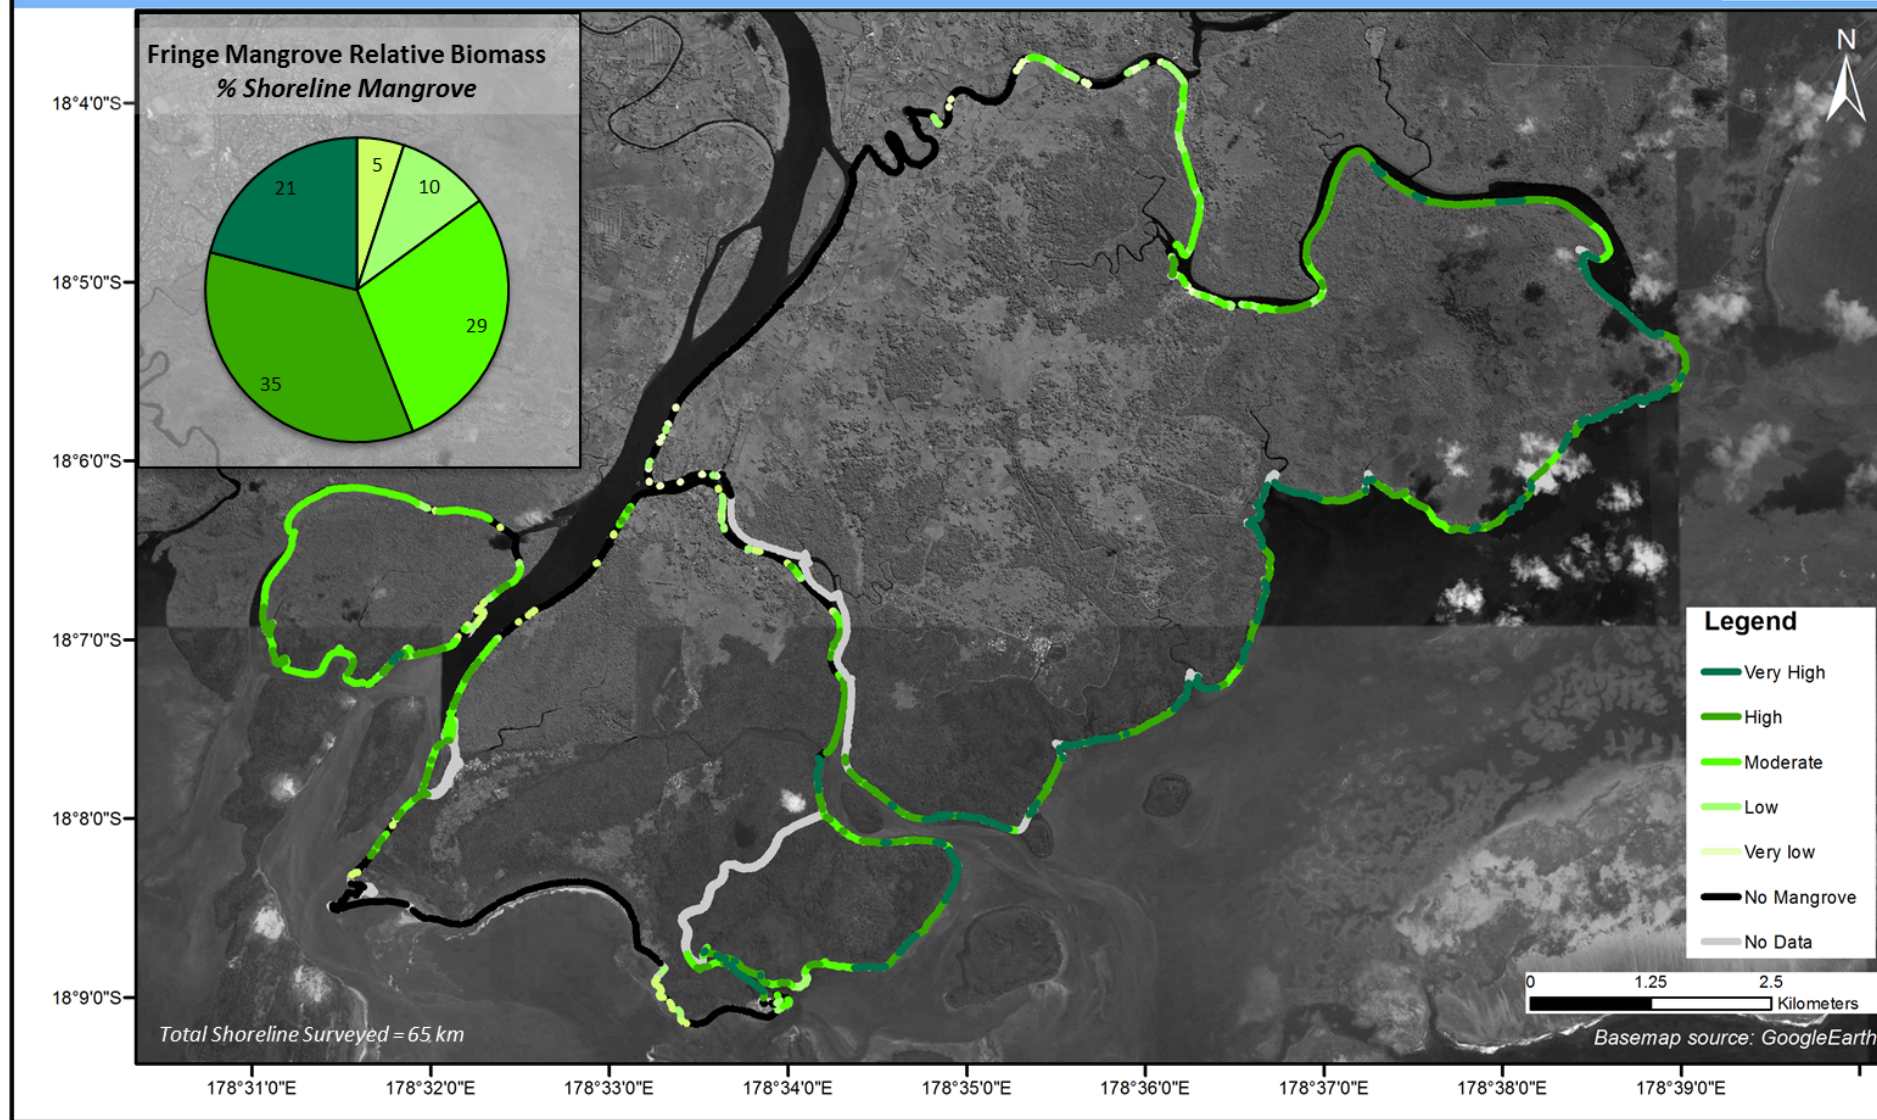 Fringe Mangrove Relative Biomass
% Shoreline Mangrove
5
10
29
35
21
N
18°4'0"S
18°5'0"S
18°6'0"S
18°7'0"S
18°8'0"S
18°9'0"S
Legend
Very High
High
Moderate
Low
Very low
No Mangrove
No Data
0 1.25 2.5
Kilometers
Total Shoreline Surveyed = 65 km
Basemap source: GoogleEarth
178°31'0"E 178°32'0"E 178°33'0"E 178°34'0"E 178°35'0"E 178°36'0"E 178°37'0"E 178°38'0"E 178°39'0"E